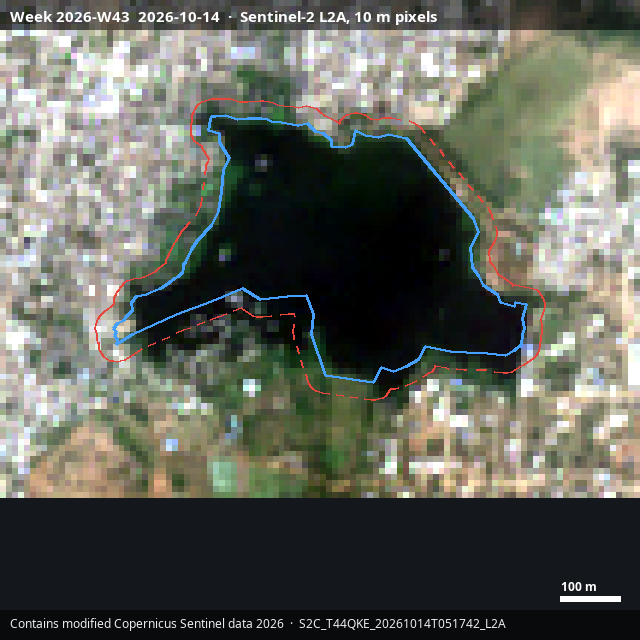 Week 2026-W43  2026-10-14  ·  Sentinel-2 L2A, 10 m pixels
100 m
Contains modified Copernicus Sentinel data 2026  ·  S2C_T44QKE_20261014T051742_L2A